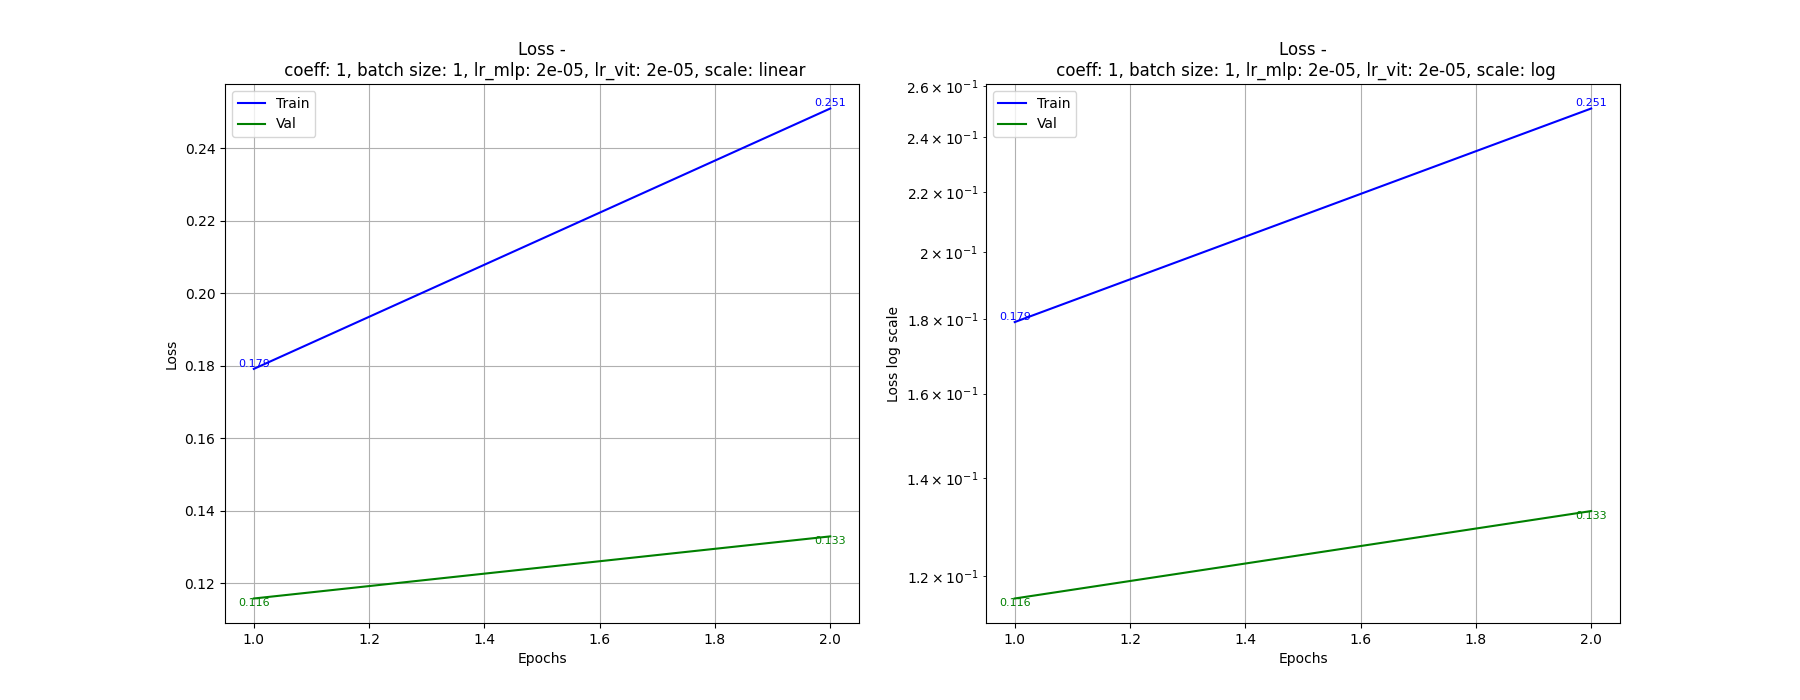 Loss -
coeff: 1, batch size: 1, lr_mlp: 2e-05, lr_vit: 2e-05, scale: linear
Train
Val
0.251
0.24
0.22
0.20
0.18
0.16
0.14
0.12
0.179
0.133
0.116
Loss
1.0 1.2 1.4 1.6 1.8 2.0
Epochs
Loss -
coeff: 1, batch size: 1, lr_mlp: 2e-05, lr_vit: 2e-05, scale: log
Train
Val
0.251
2.6 × 10⁻¹
2.4 × 10⁻¹
2.2 × 10⁻¹
2 × 10⁻¹
1.8 × 10⁻¹
1.6 × 10⁻¹
1.4 × 10⁻¹
1.2 × 10⁻¹
0.179
0.133
0.116
Loss log scale
1.0 1.2 1.4 1.6 1.8 2.0
Epochs